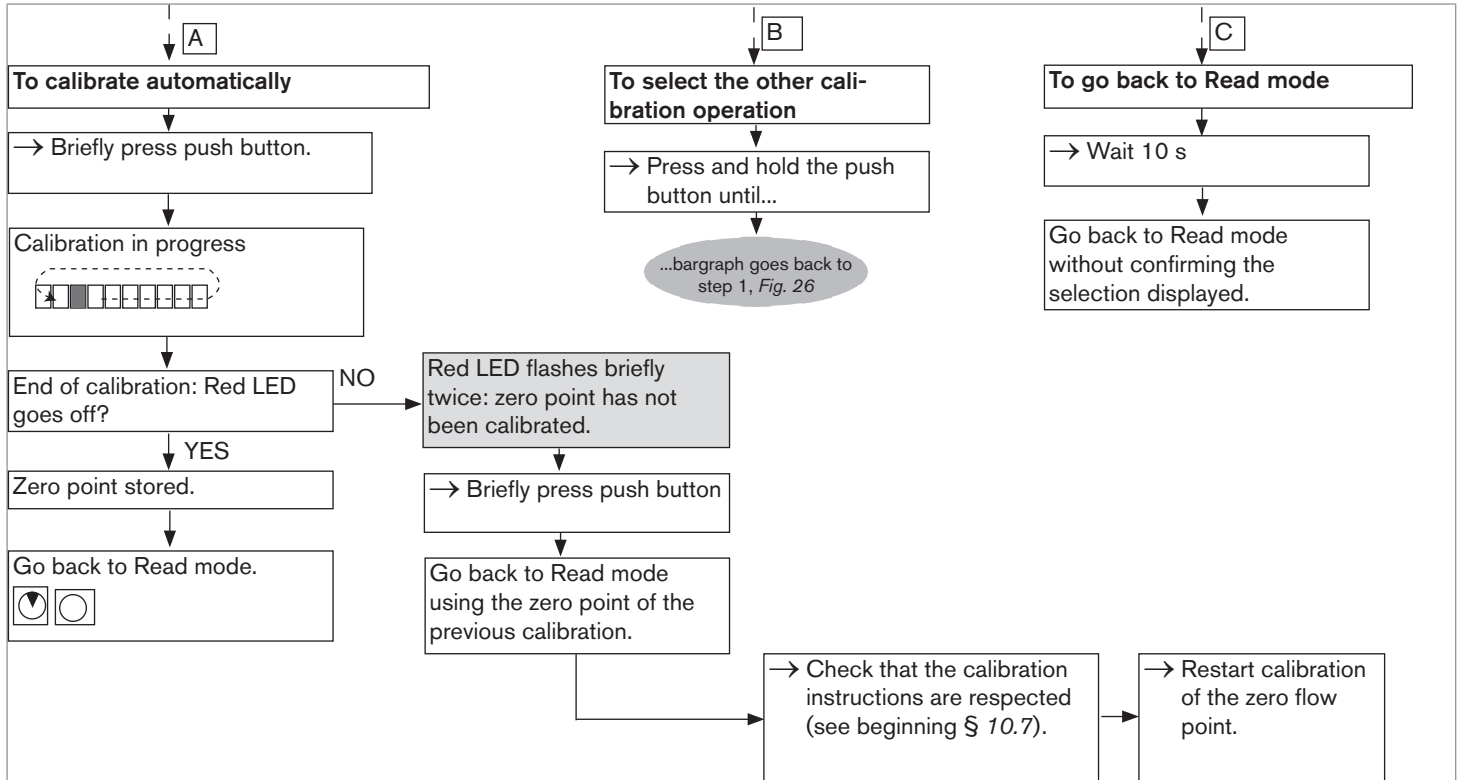 A
To calibrate automatically
→ Briefly press push button.
Calibration in progress
End of calibration: Red LED
goes off?
NO
YES
Zero point stored.
Go back to Read mode.
Red LED flashes briefly
twice: zero point has not
been calibrated.
→ Briefly press push button
Go back to Read mode
using the zero point of the
previous calibration.
→ Check that the calibration
instructions are respected
(see beginning § 10.7).
→ Restart calibration
of the zero flow
point.
B
To select the other cali-
bration operation
→ Press and hold the push
button until...
...bargraph goes back to
step 1, Fig. 26
C
To go back to Read mode
→ Wait 10 s
Go back to Read mode
without confirming the
selection displayed.